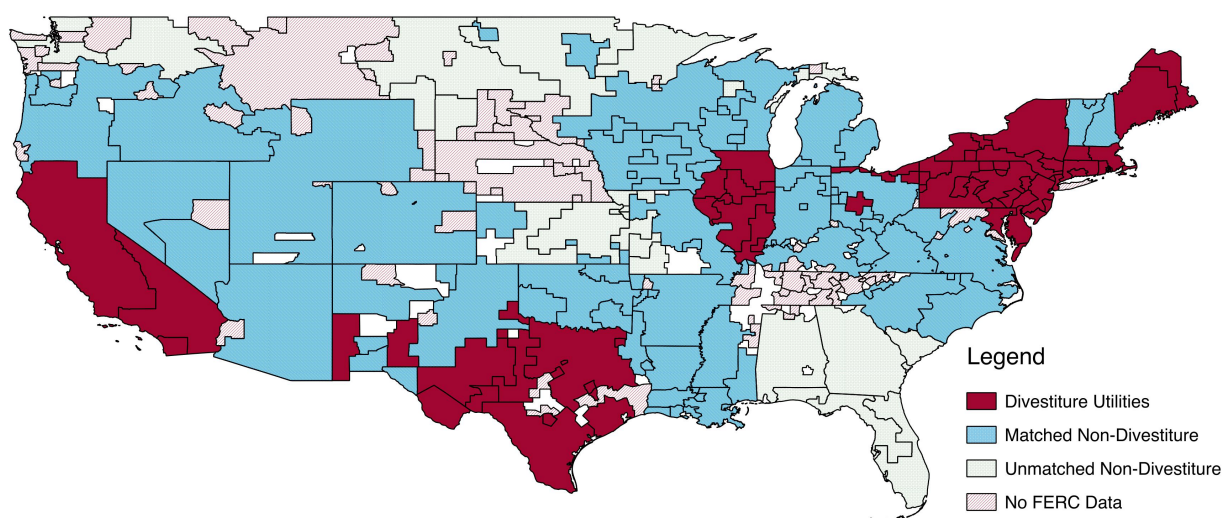 Legend
Divestiture Utilities
Matched Non-Divestiture
Unmatched Non-Divestiture
No FERC Data